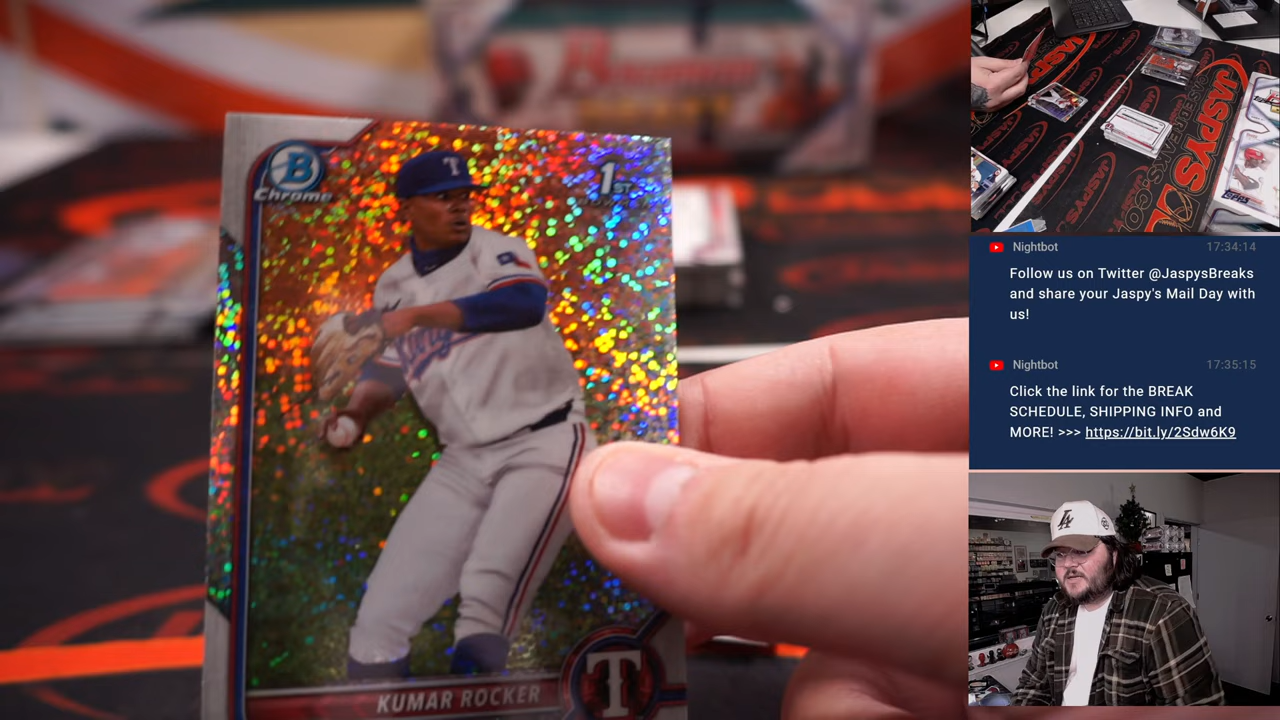 B
Chrome
1ST
T
KUMAR ROCKER
T
JASPYS
Nightbot 17:34:14
Follow us on Twitter @JaspysBreaks
and share your Jaspy's Mail Day with
us!
Nightbot 17:35:15
Click the link for the BREAK
SCHEDULE, SHIPPING INFO and
MORE! >>> https://bit.ly/2Sdw6K9
LA